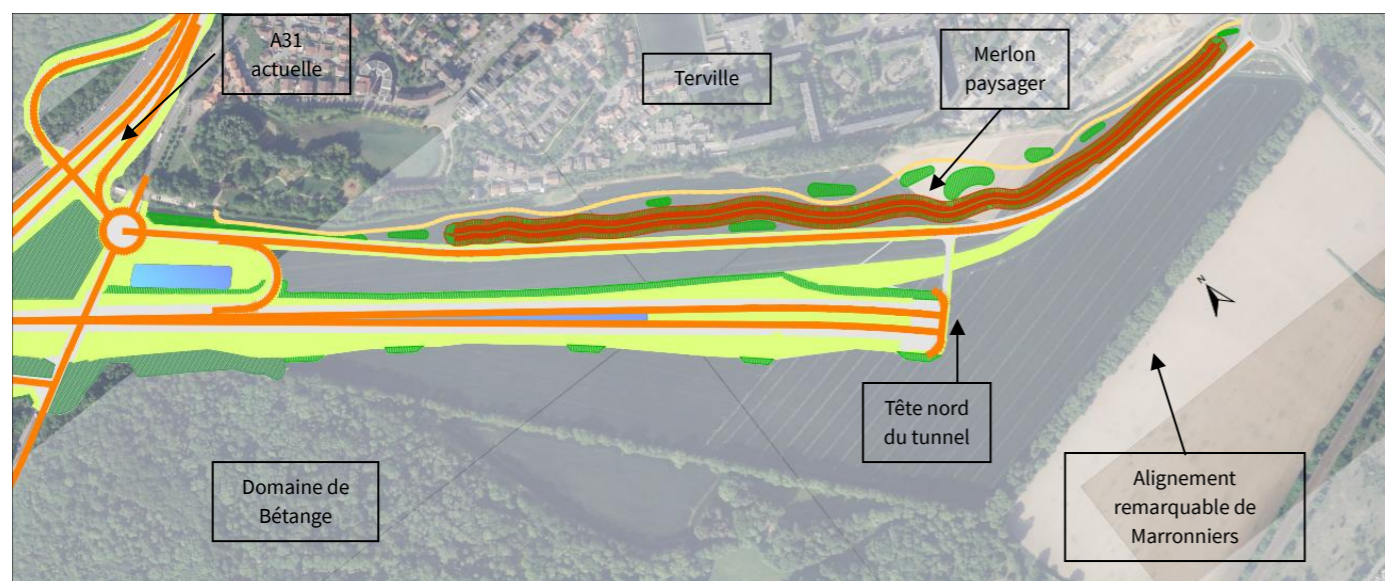 A31
actuelle
Terville
Merlon
paysager
N
Tête nord
du tunnel
Domaine de
Bétange
Alignement
remarquable de
Marronniers